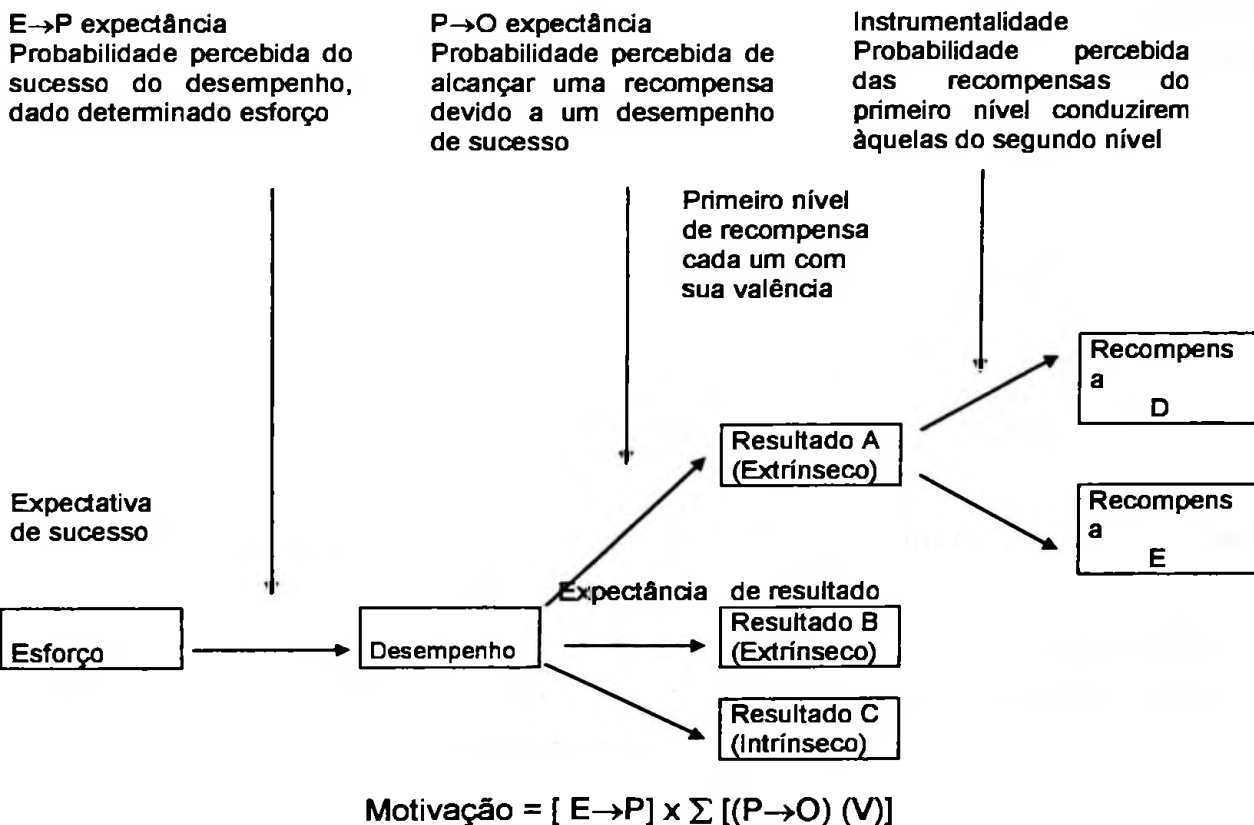 E→P expectância
Probabilidade percebida do
sucesso do desempenho,
dado determinado esforço
P→O expectância
Probabilidade percebida de
alcançar uma recompensa
devido a um desempenho
de sucesso
Instrumentalidade
Probabilidade percebida
das recompensas do
primeiro nível conduzirem
àquelas do segundo nível
Primeiro nível
de recompensa
cada um com
sua valência
Expectativa
de sucesso
Esforço
Desempenho
Resultado A
(Extrínseco)
Expectância de resultado
Resultado B
(Extrínseco)
Resultado C
(Intrínseco)
Recompens
a
D
Recompens
a
E
Motivação = [ E→P] x ∑ [(P→O) (V)]